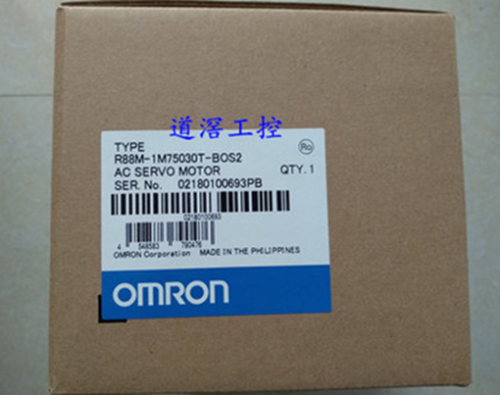 道滘工控
TYPE
R88M-1M75030T-BOS2
AC SERVO MOTOR
QTY. 1
SER. No. 02180100693PB
02180100693
4 548583 790476
OMRON Corporation MADE IN THE PHILIPPINES
OMRON
Ro